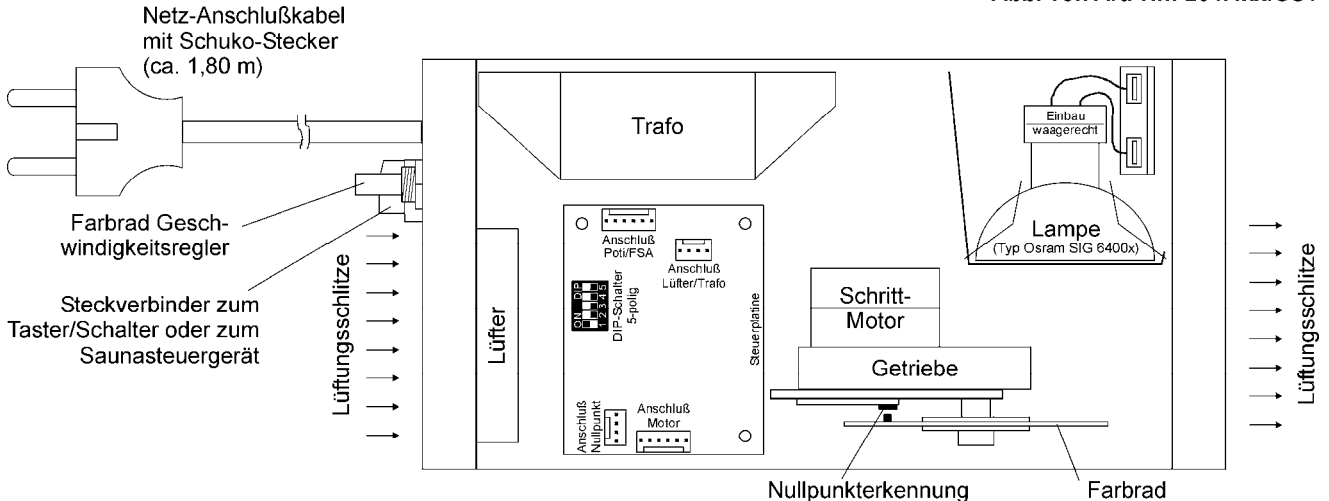 Netz-Anschlußkabel
mit Schuko-Stecker
(ca. 1,80 m)
Farbrad Gesch-
windigkeitsregler
Steckverbinder zum
Taster/Schalter oder zum
Saunasteuergerät
Lüftungsschlitze
Lüfter
Trafo
Anschluß
Poti/FSA
Anschluß
Lüfter/Trafo
ON DIP
1 2 3 4 5
DIP-Schalter
5-polig
Steuerplatine
Anschluß
Nullpunkt
Anschluß
Motor
Schritt-
Motor
Getriebe
Einbau
waagerecht
Lampe
(Typ Osram SIG 6400x)
Lüftungsschlitze
Nullpunkterkennung
Farbrad